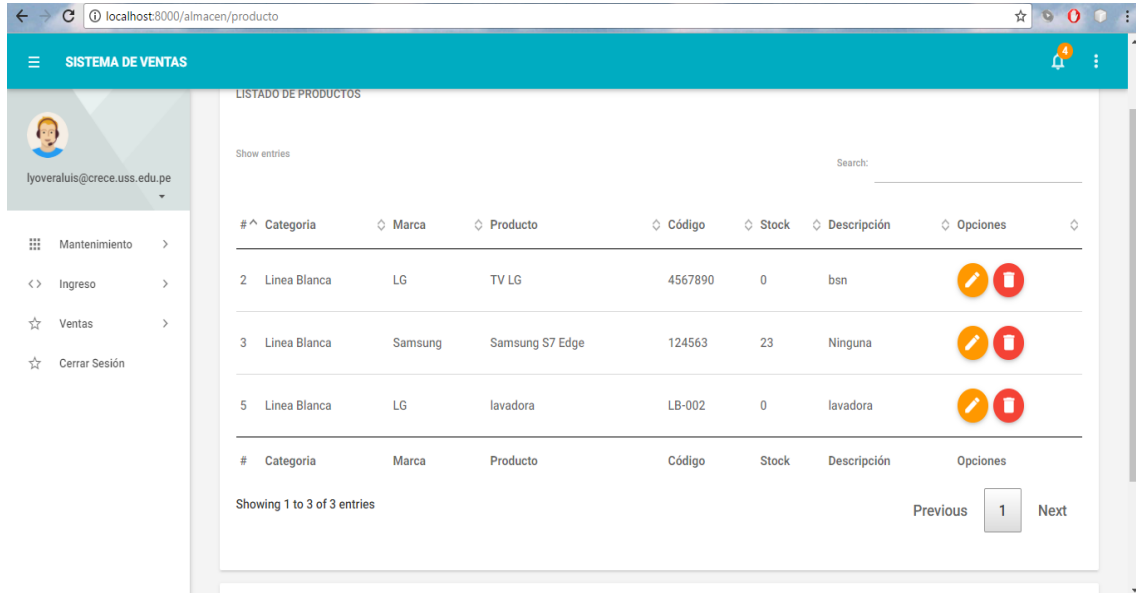 localhost:8000/almacen/producto
SISTEMA DE VENTAS
4
LISTADO DE PRODUCTOS
lyoveraluis@crece.uss.edu.pe
Mantenimiento
Ingreso
Ventas
Cerrar Sesión
Show entries
Search:
# Categoria Marca Producto Código Stock Descripción Opciones
2 Linea Blanca LG TV LG 4567890 0 bsn
3 Linea Blanca Samsung Samsung S7 Edge 124563 23 Ninguna
5 Linea Blanca LG lavadora LB-002 0 lavadora
# Categoria Marca Producto Código Stock Descripción Opciones
Showing 1 to 3 of 3 entries
Previous 1 Next